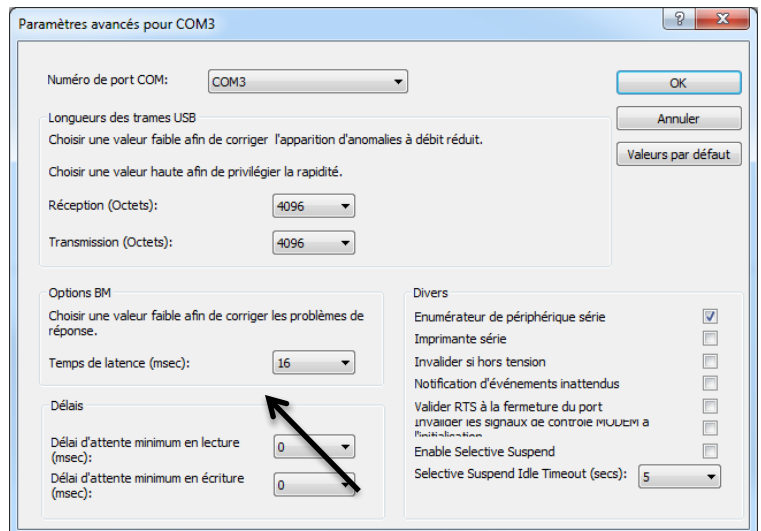 Paramètres avancés pour COM3
Numéro de port COM: COM3
OK
Annuler
Valeurs par défaut
Longueurs des trames USB
Choisir une valeur faible afin de corriger l'apparition d'anomalies à débit réduit.
Choisir une valeur haute afin de privilégier la rapidité.
Réception (Octets): 4096
Transmission (Octets): 4096
Options BM
Choisir une valeur faible afin de corriger les problèmes de
réponse.
Temps de latence (msec): 16
Délais
Délai d'attente minimum en lecture
(msec): 0
Délai d'attente minimum en écriture
(msec): 0
Divers
Enumérateur de périphérique série
Imprimante série
Invalider si hors tension
Notification d'événements inattendus
Valider RTS à la fermeture du port
Invalider les signaux de contrôle MODEM à
l'initialisation
Enable Selective Suspend
Selective Suspend Idle Timeout (secs): 5